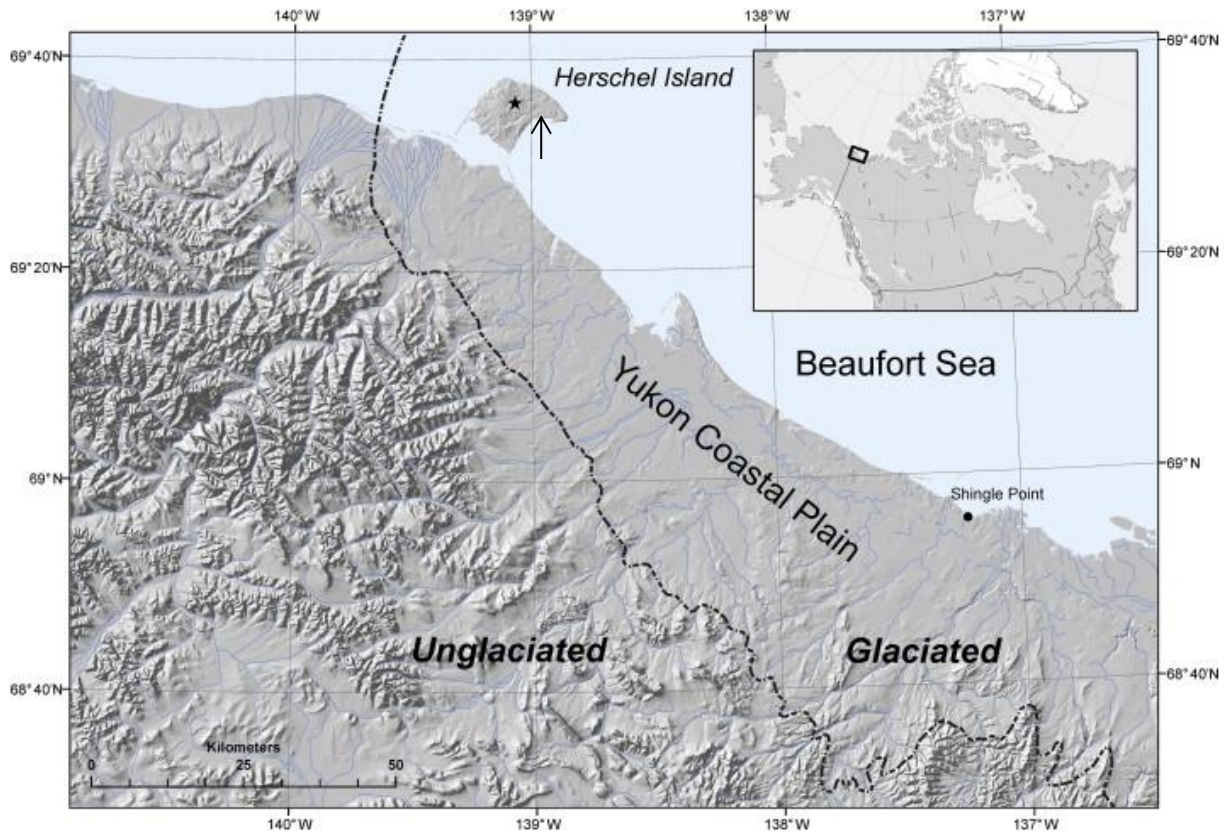 140°W 139°W 138°W 137°W
69°40'N 69°40'N
Herschel Island
69°20'N 69°20'N
Beaufort Sea
Yukon Coastal Plain
69°N 69°N
Shingle Point
Unglaciated Glaciated
68°40'N 68°40'N
Kilometers
0 25 50
140°W 139°W 138°W 137°W